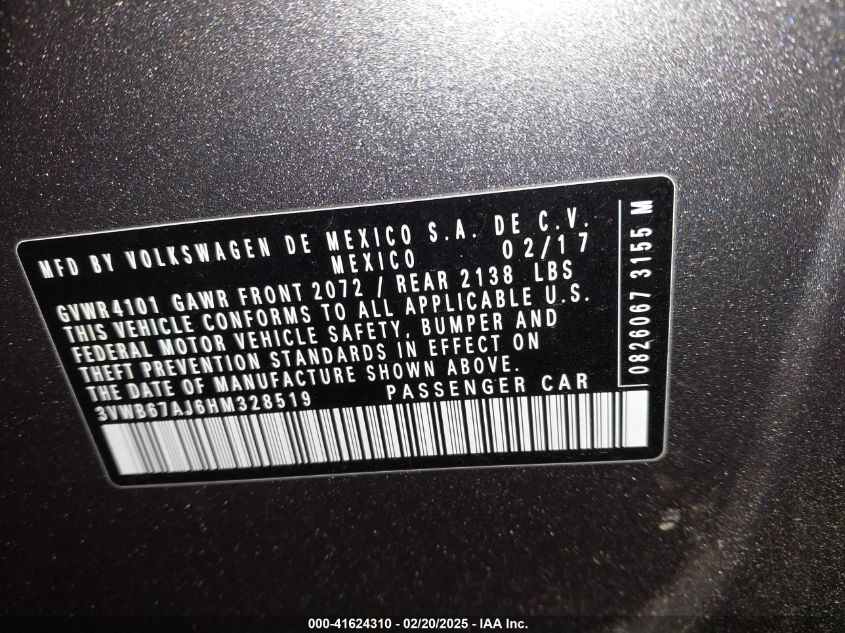 MFD BY VOLKSWAGEN DE MEXICO S.A. DE C.V.
MEXICO 02/17
GVWR4101 GAWR FRONT 2072 / REAR 2138 LBS
THIS VEHICLE CONFORMS TO ALL APPLICABLE U.S.
FEDERAL MOTOR VEHICLE SAFETY, BUMPER AND
THEFT PREVENTION STANDARDS IN EFFECT ON
THE DATE OF MANUFACTURE SHOWN ABOVE.
3VWB67AJ6HM328519 PASSENGER CAR
0826067 3155 M
000-41624310 - 02/20/2025 - IAA Inc.